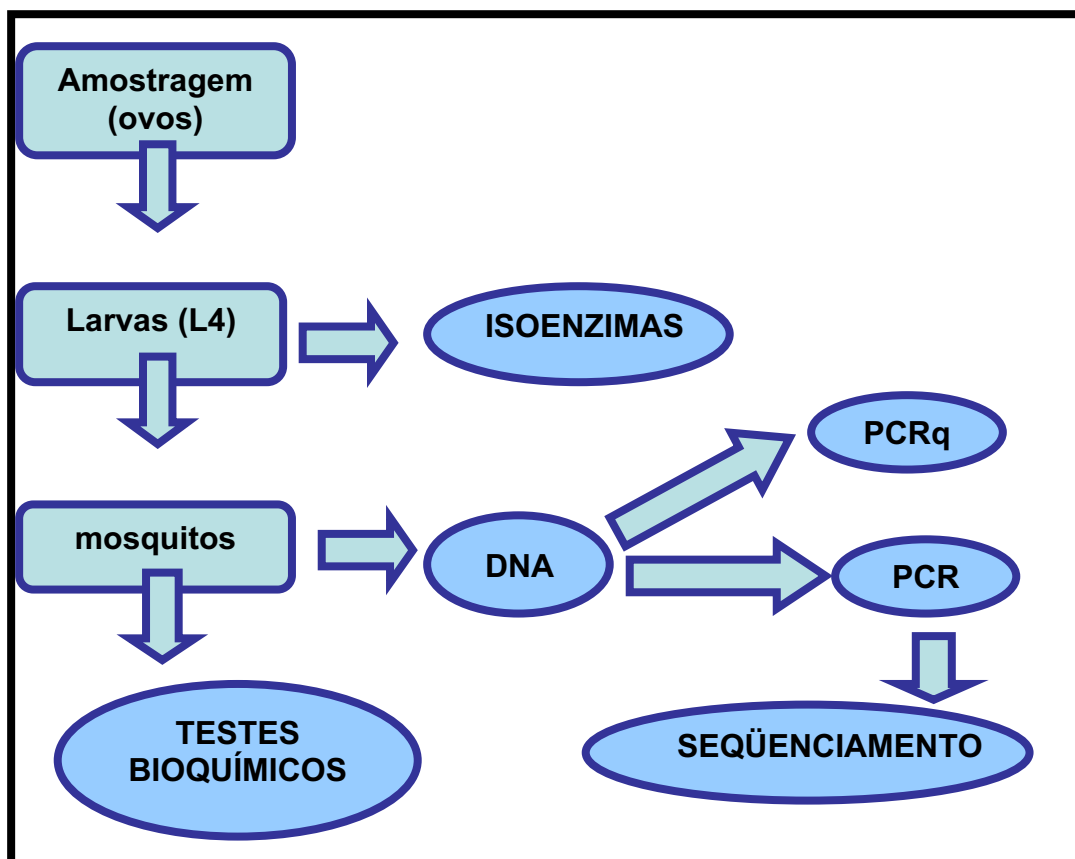 Amostragem
(ovos)
Larvas (L4)
ISOENZIMAS
PCRq
mosquitos
DNA
PCR
TESTES
BIOQUÍMICOS
SEQÜENCIAMENTO